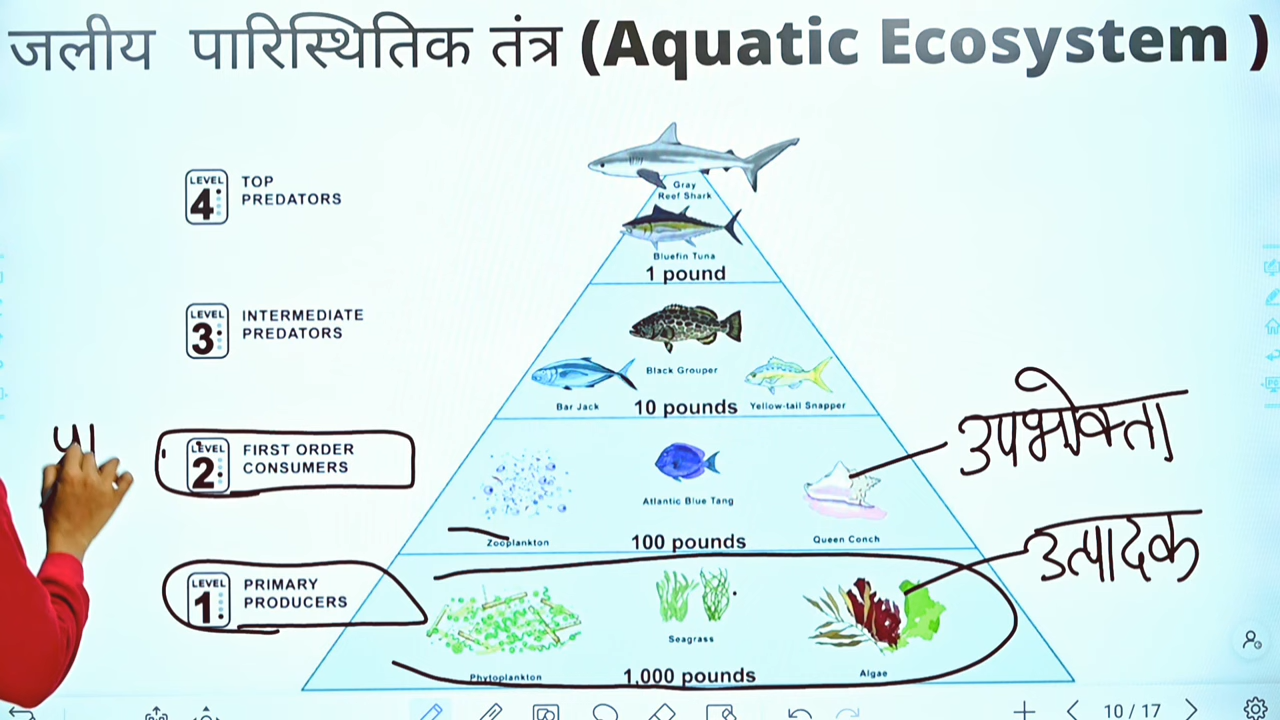 जलीय पारिस्थितिक तंत्र (Aquatic Ecosystem )
LEVEL 4 TOP PREDATORS
Gray Reef Shark
Bluefin Tuna
1 pound
LEVEL 3 INTERMEDIATE PREDATORS
Black Grouper
Bar Jack
10 pounds
Yellow-tail Snapper
उपभोक्ता
LEVEL 2 FIRST ORDER CONSUMERS
Atlantic Blue Tang
Zooplankton
100 pounds
Queen Conch
उत्पादक
LEVEL 1 PRIMARY PRODUCERS
Seagrass
Phytoplankton
1,000 pounds
Algae
10 / 17